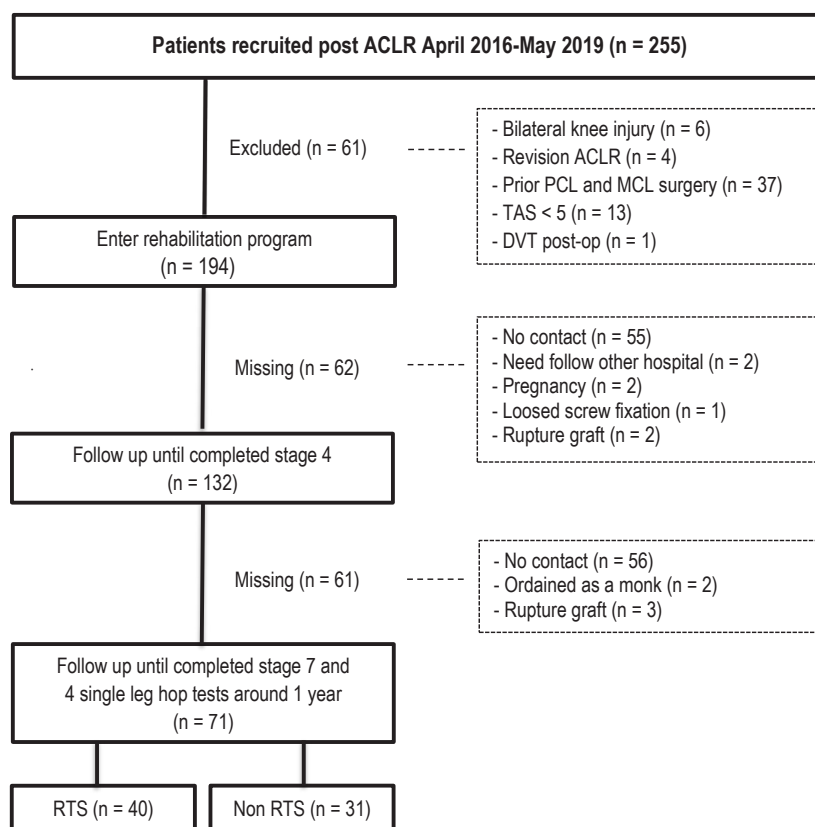 Patients recruited post ACLR April 2016-May 2019 (n = 255)
Excluded (n = 61)
- Bilateral knee injury (n = 6)
- Revision ACLR (n = 4)
- Prior PCL and MCL surgery (n = 37)
- TAS < 5 (n = 13)
- DVT post-op (n = 1)
Enter rehabilitation program
(n = 194)
Missing (n = 62)
- No contact (n = 55)
- Need follow other hospital (n = 2)
- Pregnancy (n = 2)
- Loosed screw fixation (n = 1)
- Rupture graft (n = 2)
Follow up until completed stage 4
(n = 132)
Missing (n = 61)
- No contact (n = 56)
- Ordained as a monk (n = 2)
- Rupture graft (n = 3)
Follow up until completed stage 7 and
4 single leg hop tests around 1 year
(n = 71)
RTS (n = 40)
Non RTS (n = 31)